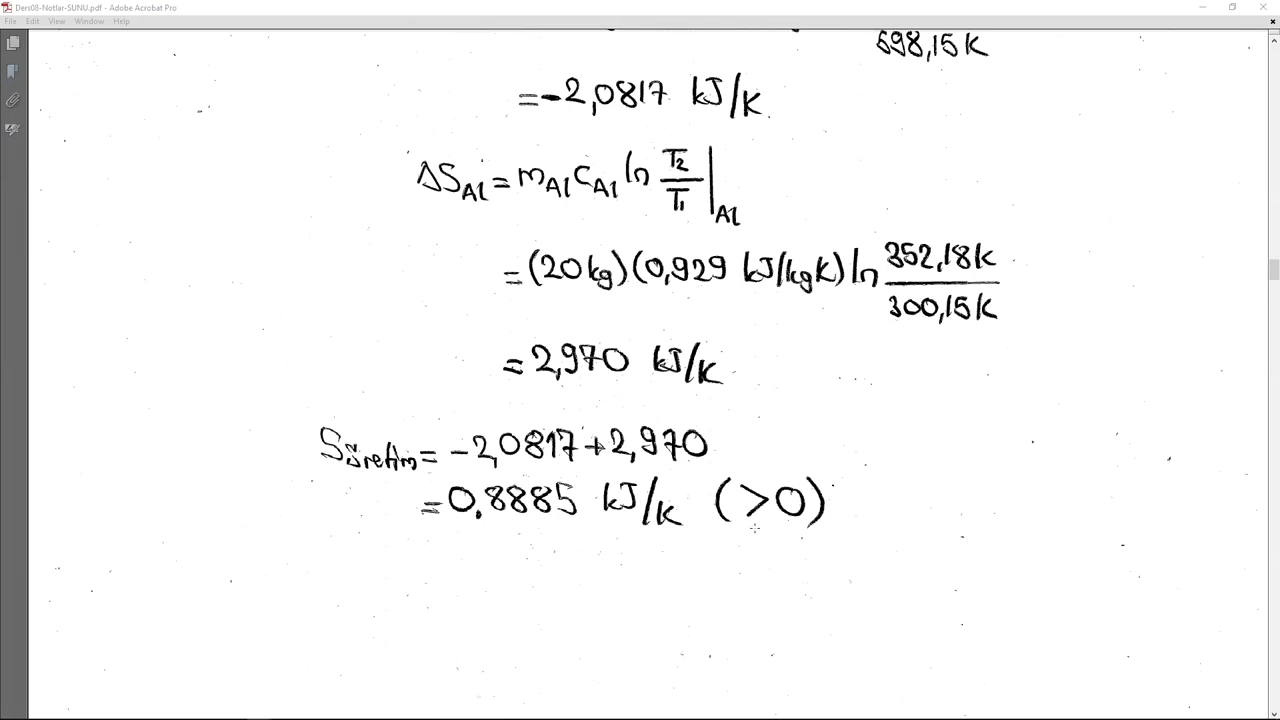 Ders08-Notlar-SUNU.pdf - Adobe Acrobat Pro
File Edit View Window Help
698,15 K
= -2,0817 kJ/K
ΔS_Al = m_Al c_Al ln T2/T1 |_Al
= (20 kg) (0,929 kJ/kgK) ln 352,18 K / 300,15 K
= 2,970 kJ/K
S_üretim = -2,0817 + 2,970
= 0,8885 kJ/K (>0)